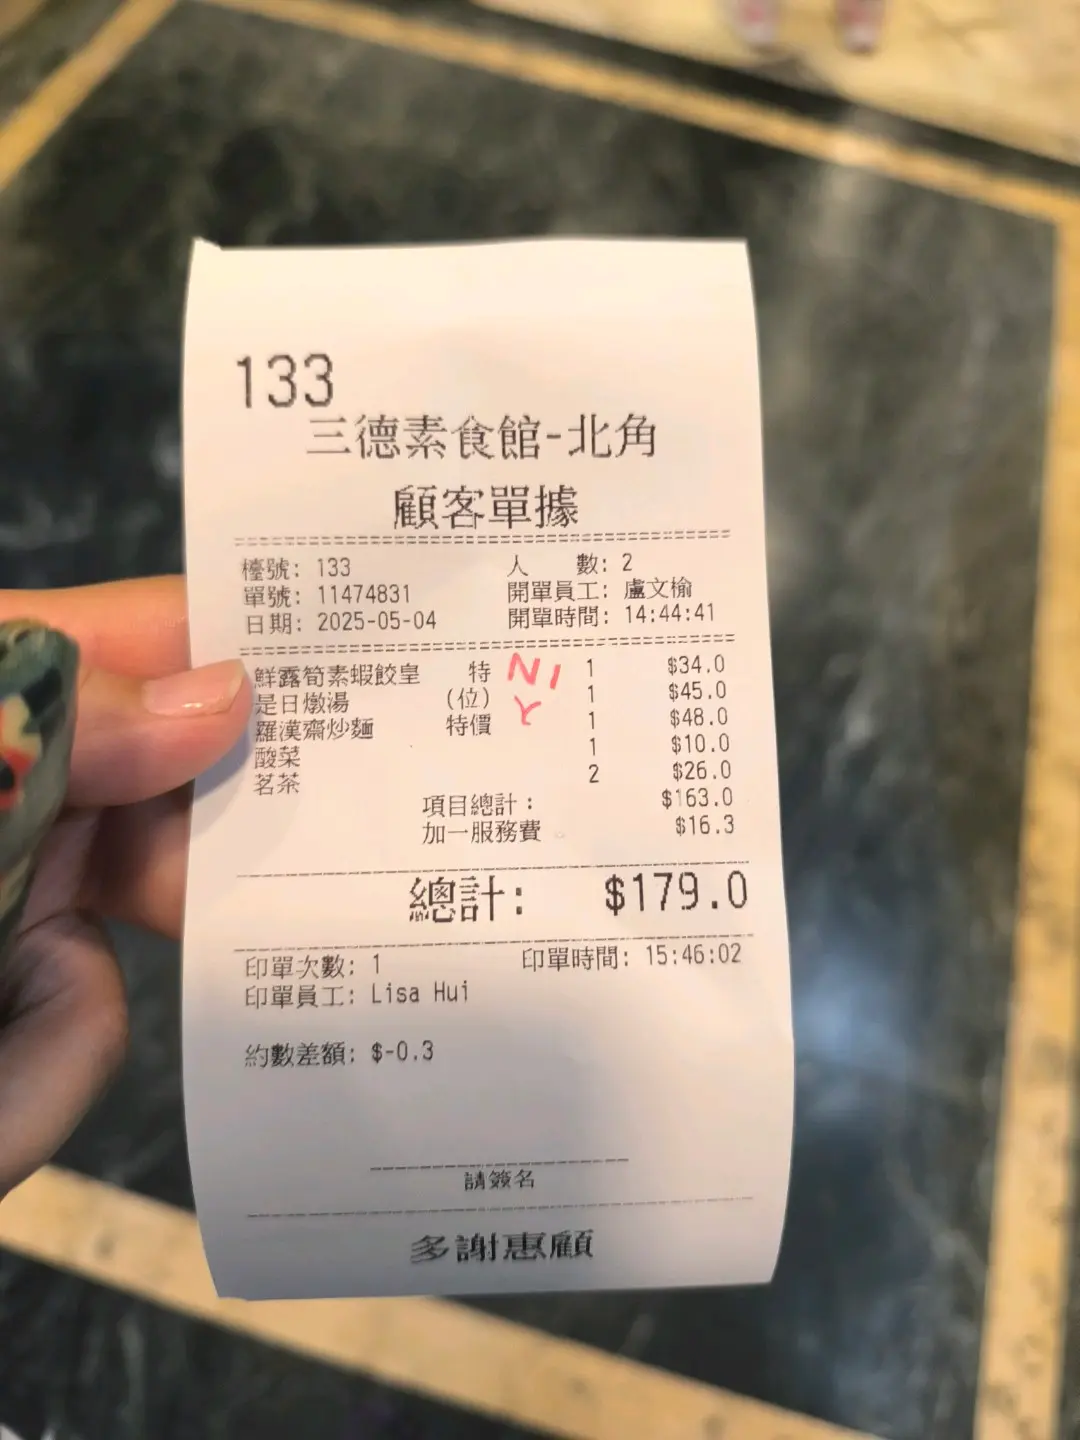 133
三德素食館-北角
顧客單據
檯號: 133 人 數: 2
單號: 11474831 開單員工: 盧文榆
日期: 2025-05-04 開單時間: 14:44:41
鮮露筍素蝦餃皇 特 1 $34.0
是日燉湯 (位) 1 $45.0
羅漢齋炒麵 特價 1 $48.0
酸菜 1 $10.0
茗茶 2 $26.0
項目總計: $163.0
加一服務費 $16.3
總計: $179.0
印單次數: 1 印單時間: 15:46:02
印單員工: Lisa Hui
約數差額: $-0.3
請簽名
多謝惠顧